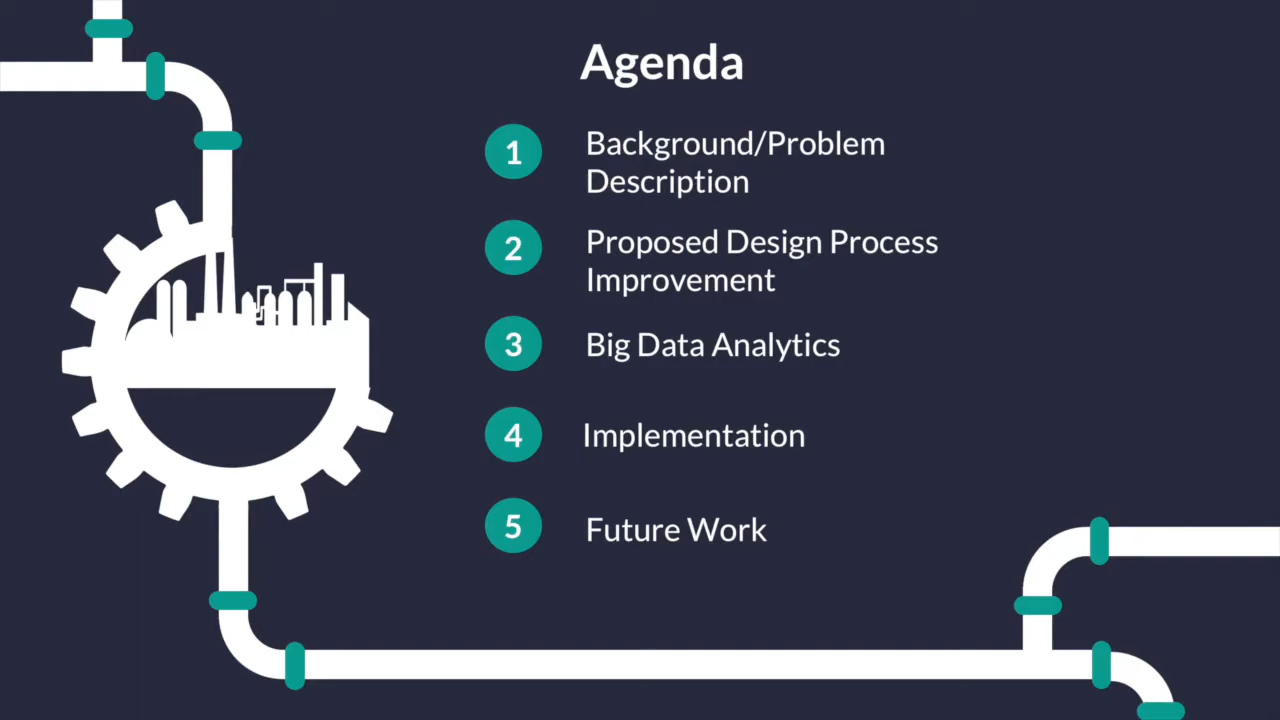 Agenda
1 Background/Problem
Description
2 Proposed Design Process
Improvement
3 Big Data Analytics
4 Implementation
5 Future Work